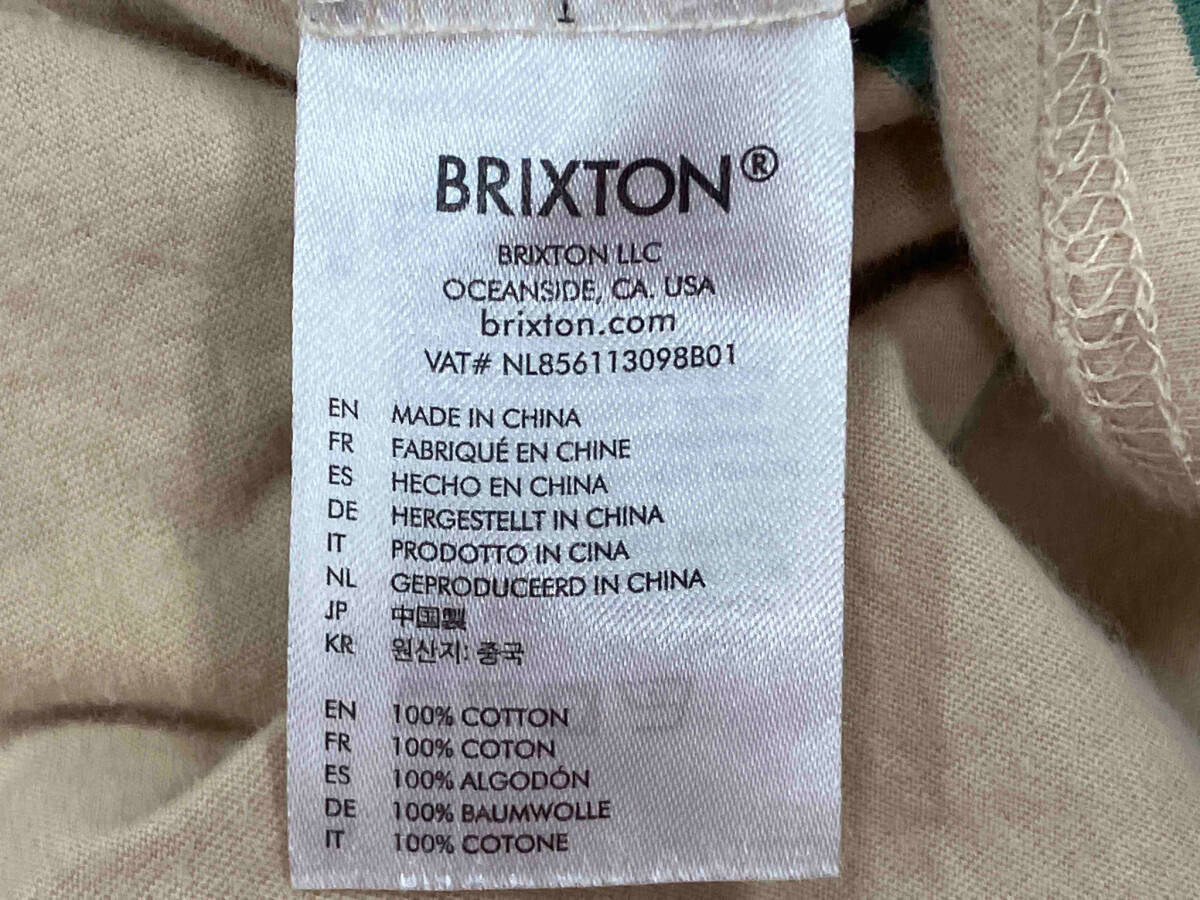 BRIXTON®
BRIXTON LLC
OCEANSIDE, CA. USA
brixton.com
VAT# NL856113098B01
EN MADE IN CHINA
FR FABRIQUÉ EN CHINE
ES HECHO EN CHINA
DE HERGESTELLT IN CHINA
IT PRODOTTO IN CINA
NL GEPRODUCEERD IN CHINA
JP 中国製
KR 원산지: 중국
EN 100% COTTON
FR 100% COTON
ES 100% ALGODÓN
DE 100% BAUMWOLLE
IT 100% COTONE